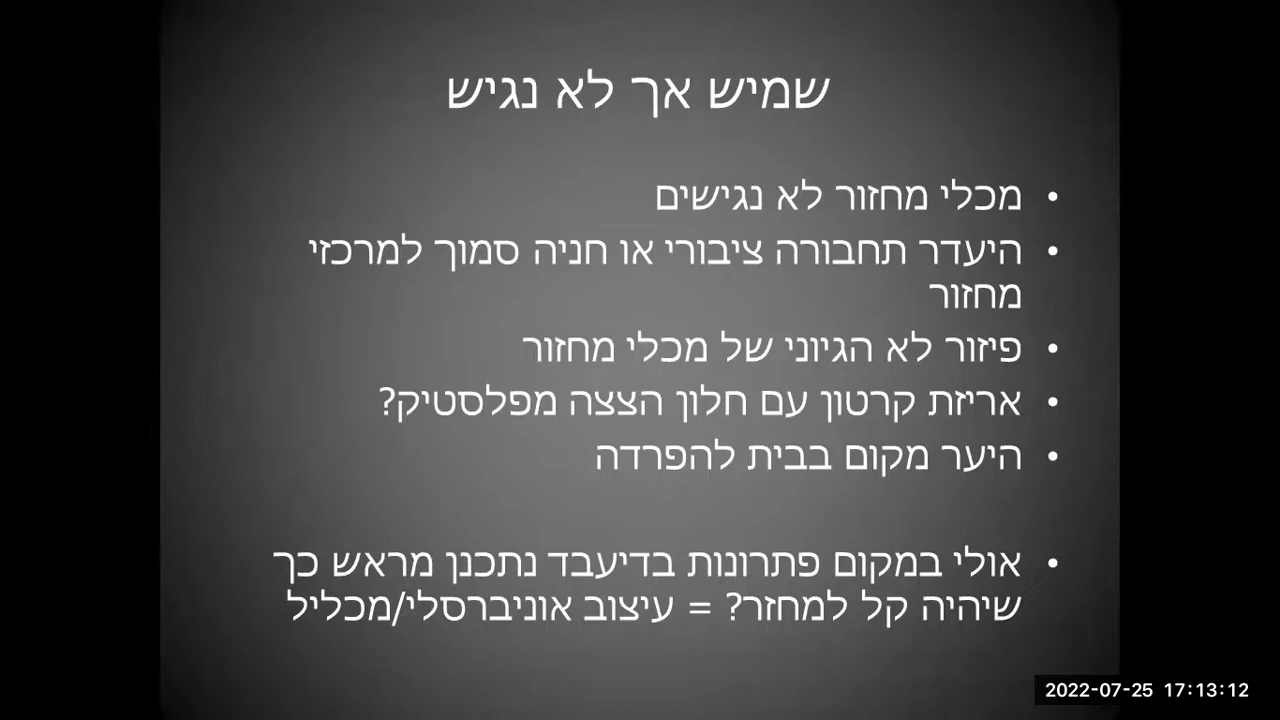 שמיש אך לא נגיש
• מכלי מחזור לא נגישים
• היעדר תחבורה ציבורי או חניה סמוך למרכזי
מחזור
• פיזור לא הגיוני של מכלי מחזור
• אריזת קרטון עם חלון הצצה מפלסטיק?
• היער מקום בבית להפרדה
• אולי במקום פתרונות בדיעבד נתכנן מראש כך
שיהיה קל למחזר? = עיצוב אוניברסלי/מכליל
2022-07-25 17:13:12